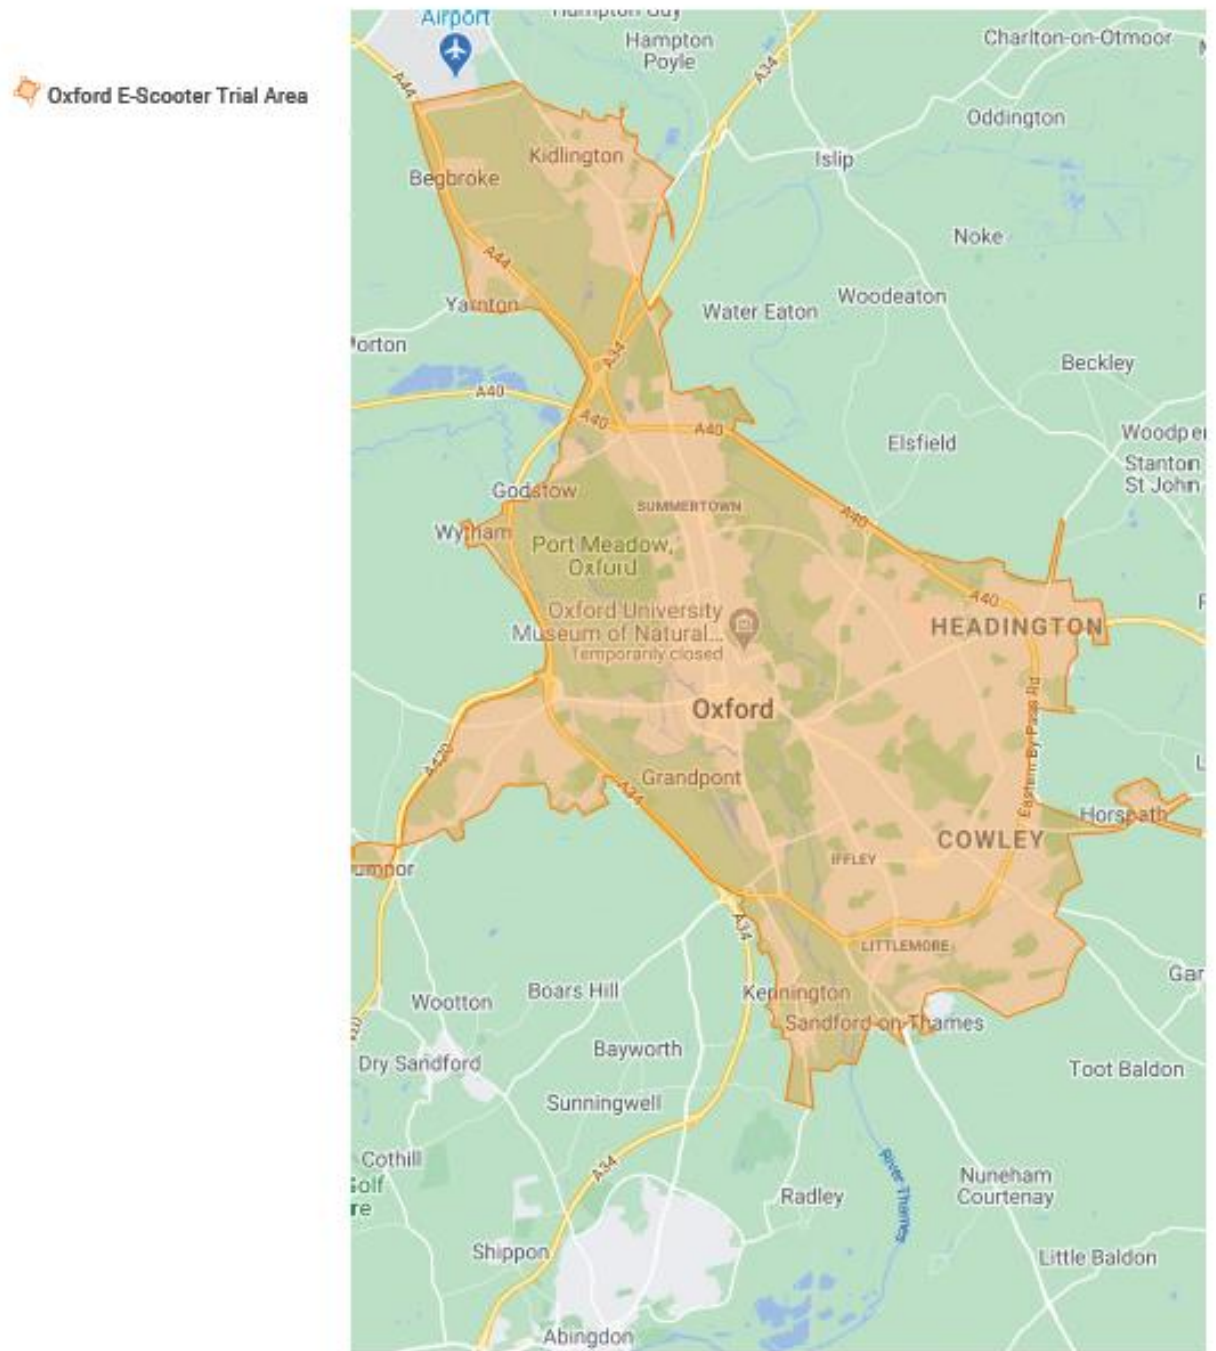 Oxford E-Scooter Trial Area
Airport
Hampton
Poyle
Charlton-on-Otmoor
A44
A34
Oddington
Kidlington
Islip
Begbroke
Noke
A44
Yarnton
Woodeaton
Water Eaton
A34
Beckley
A40
A40
A40
Elsfield
Stanton
St John
Godstow
SUMMERTOWN
A40
Wytham
Port Meadow,
Oxford
A40
Oxford University
Museum of Natural...
Temporarily closed
HEADINGTON
Oxford
Eastern By-Pass Rd
A420
A34
Grandpont
Horspath
COWLEY
IFFLEY
A34
LITTLEMORE
Kennington
Boars Hill
Wootton
Sandford-on-Thames
Bayworth
Dry Sandford
Toot Baldon
Sunningwell
Cothill
A34
River Thames
Nuneham
Courtenay
Radley
Shippon
Little Baldon
Abingdon